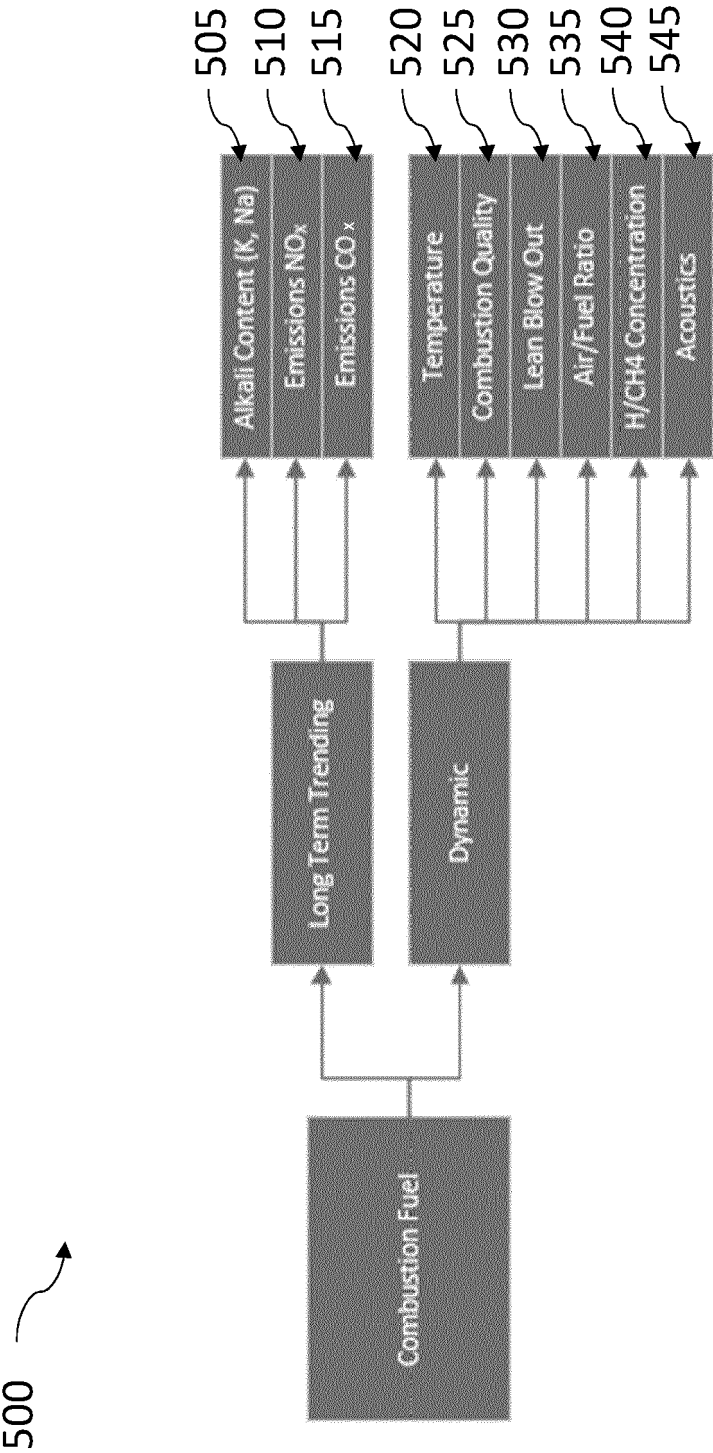 500
Combustion Fuel
Long Term Trending
Dynamic
Alkali Content (K, Na)
505
Emissions NOx
510
Emissions CO x
515
Temperature
520
Combustion Quality
525
Lean Blow Out
530
Air/Fuel Ratio
535
H/CH4 Concentration
540
Acoustics
545